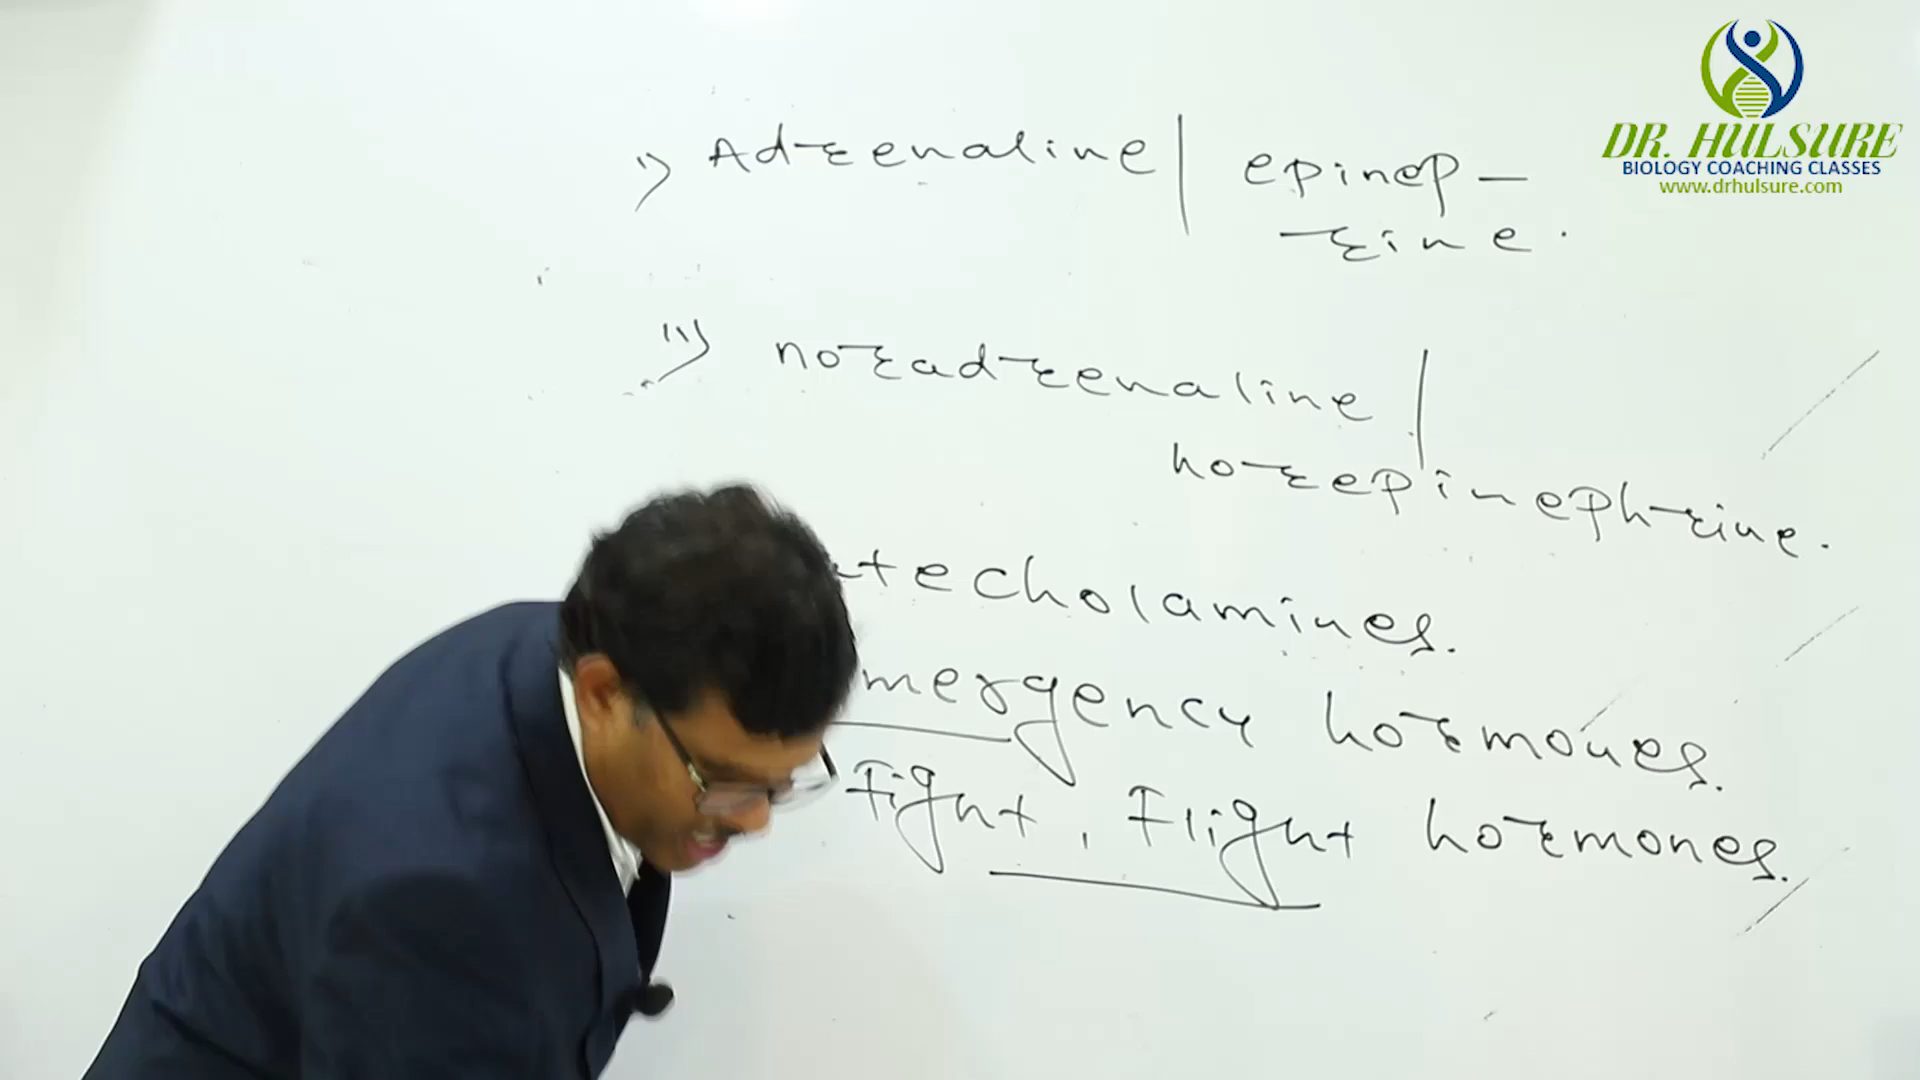 i) Adrenaline | epinep-
-rine.
ii) noradrenaline |
norepinephrine.
techolamines.
mergency hormones.
Fight, Flight hormones.
DR. HULSURE
BIOLOGY COACHING CLASSES
www.drhulsure.com